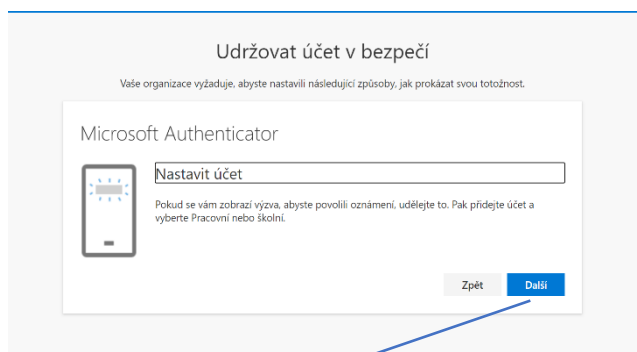 Udržovat účet v bezpečí
Vaše organizace vyžaduje, abyste nastavili následující způsoby, jak prokázat svou totožnost.
Microsoft Authenticator
Nastavit účet
Pokud se vám zobrazí výzva, abyste povolili oznámení, udělejte to. Pak přidejte účet a
vyberte Pracovní nebo školní.
Zpět Další